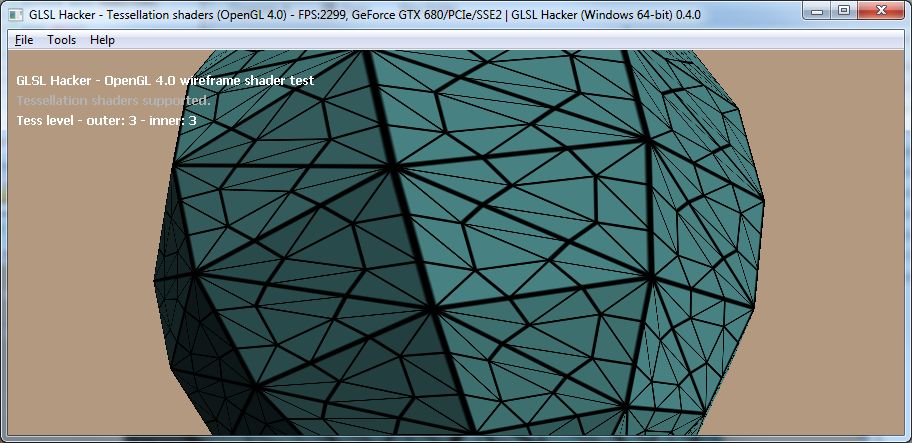 GLSL Hacker - Tessellation shaders (OpenGL 4.0) - FPS:2299, GeForce GTX 680/PCIe/SSE2 | GLSL Hacker (Windows 64-bit) 0.4.0
File Tools Help
GLSL Hacker - OpenGL 4.0 wireframe shader test
Tessellation shaders supported.
Tess level - outer: 3 - inner: 3